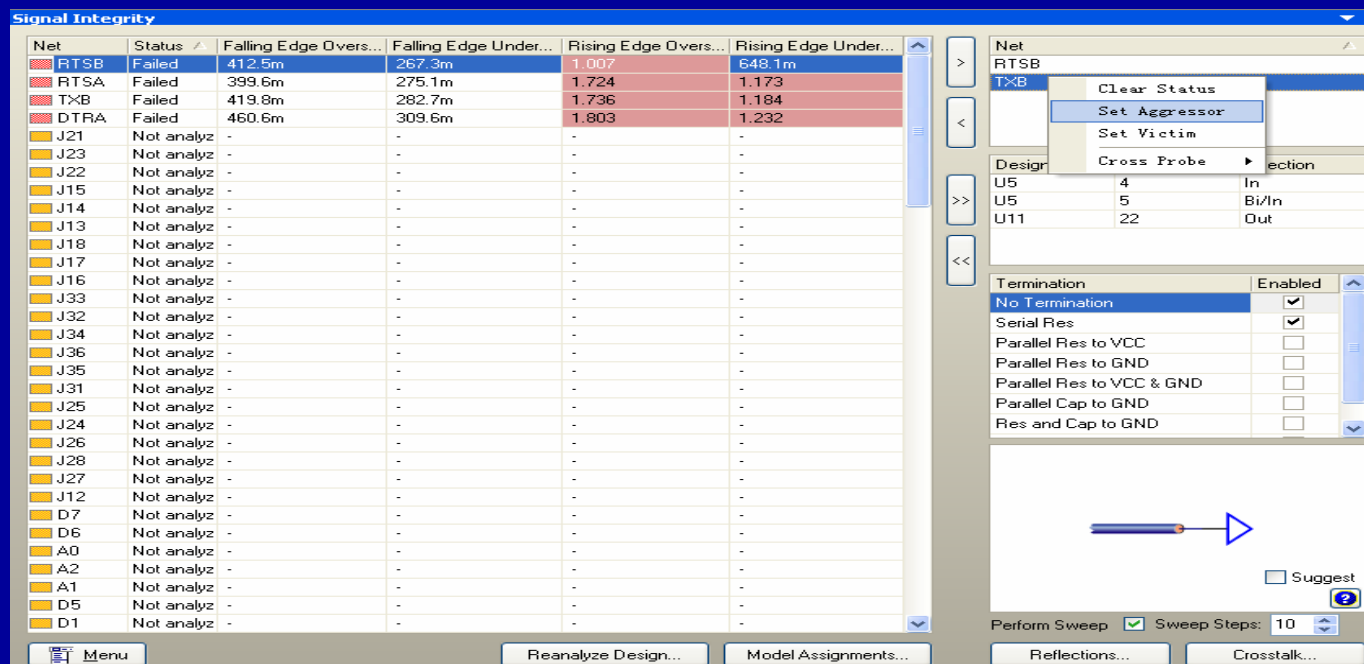 Signal Integrity
Net Status Falling Edge Overs... Falling Edge Under... Rising Edge Overs... Rising Edge Under...
RTSB Failed 412.5m 267.3m 1.007 648.1m
RTSA Failed 399.6m 275.1m 1.724 1.173
TXB Failed 419.8m 282.7m 1.736 1.184
DTRA Failed 460.6m 309.6m 1.803 1.232
J21 Not analyz - - - -
J23 Not analyz - - - -
J22 Not analyz - - - -
J15 Not analyz - - - -
J14 Not analyz - - - -
J13 Not analyz - - - -
J18 Not analyz - - - -
J17 Not analyz - - - -
J16 Not analyz - - - -
J33 Not analyz - - - -
J32 Not analyz - - - -
J34 Not analyz - - - -
J36 Not analyz - - - -
J35 Not analyz - - - -
J31 Not analyz - - - -
J25 Not analyz - - - -
J24 Not analyz - - - -
J26 Not analyz - - - -
J28 Not analyz - - - -
J27 Not analyz - - - -
J12 Not analyz - - - -
D7 Not analyz - - - -
D6 Not analyz - - - -
A0 Not analyz - - - -
A2 Not analyz - - - -
A1 Not analyz - - - -
D5 Not analyz - - - -
D1 Not analyz - - - -
Menu Reanalyze Design... Model Assignments...
>
<
>>
<<
Net
RTSB
TXB
Clear Status
Set Aggressor
Set Victim
Cross Probe
Design ection
U5 4 In
U5 5 Bi/In
U11 22 Out
Termination Enabled
No Termination
Serial Res
Parallel Res to VCC
Parallel Res to GND
Parallel Res to VCC & GND
Parallel Cap to GND
Res and Cap to GND
Suggest
?
Perform Sweep Sweep Steps: 10
Reflections... Crosstalk...